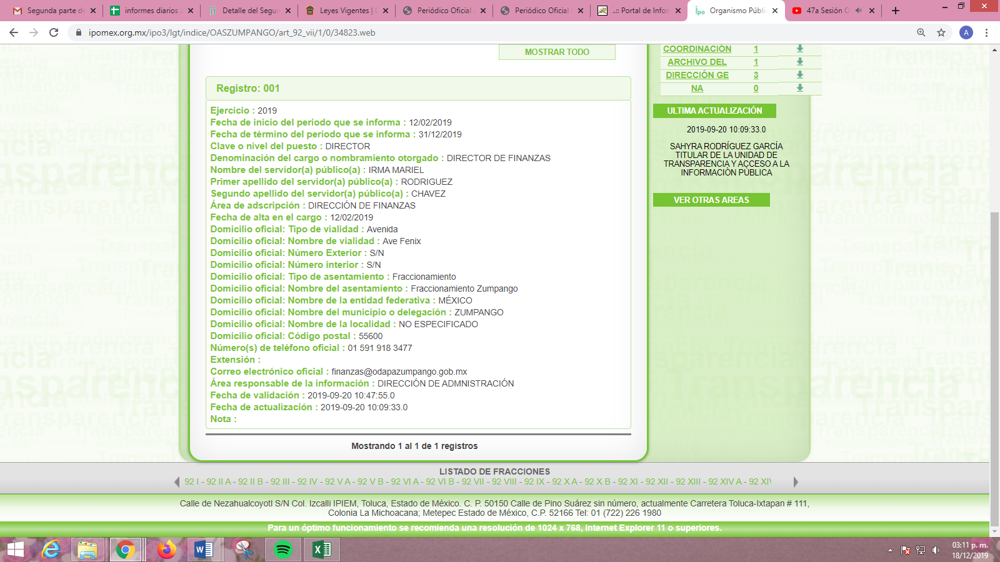 Segunda parte de
informes diarios 2
Detalle del Segui
Leyes Vigentes | D
Periódico Oficial
Periódico Oficial
..:: Portal de Infor
Organismo Públi
47a Sesión O
ipomex.org.mx/ipo3/lgt/indice/OASZUMPANGO/art_92_vii/1/0/34823.web
A
MOSTRAR TODO
COORDINACIÓN 1
ARCHIVO DEL 1
DIRECCIÓN GE 3
NA 0
Registro: 001
Ejercicio : 2019
Fecha de inicio del periodo que se informa : 12/02/2019
Fecha de término del periodo que se informa : 31/12/2019
Clave o nivel del puesto : DIRECTOR
Denominación del cargo o nombramiento otorgado : DIRECTOR DE FINANZAS
Nombre del servidor(a) público(a) : IRMA MARIEL
Primer apellido del servidor(a) público(a) : RODRIGUEZ
Segundo apellido del servidor(a) público(a) : CHAVEZ
Área de adscripción : DIRECCIÓN DE FINANZAS
Fecha de alta en el cargo : 12/02/2019
Domicilio oficial: Tipo de vialidad : Avenida
Domicilio oficial: Nombre de vialidad : Ave Fenix
Domicilio oficial: Número Exterior : S/N
Domicilio oficial: Número interior : S/N
Domicilio oficial: Tipo de asentamiento : Fraccionamiento
Domicilio oficial: Nombre del asentamiento : Fraccionamiento Zumpango
Domicilio oficial: Nombre de la entidad federativa : MÉXICO
Domicilio oficial: Nombre del municipio o delegación : ZUMPANGO
Domicilio oficial: Nombre de la localidad : NO ESPECIFICADO
Domicilio oficial: Código postal : 55600
Número(s) de teléfono oficial : 01 591 918 3477
Extensión :
Correo electrónico oficial : finanzas@odapazumpango.gob.mx
Área responsable de la información : DIRECCIÓN DE ADMNISTRACIÓN
Fecha de validación : 2019-09-20 10:47:55.0
Fecha de actualización : 2019-09-20 10:09:33.0
Nota :
Mostrando 1 al 1 de 1 registros
ULTIMA ACTUALIZACIÓN
2019-09-20 10:09:33.0
SAHYRA RODRÍGUEZ GARCÍA
TITULAR DE LA UNIDAD DE
TRANSPARENCIA Y ACCESO A LA
INFORMACIÒN PÚBLICA
VER OTRAS AREAS
LISTADO DE FRACCIONES
92 I - 92 II A - 92 II B - 92 III - 92 IV - 92 V A - 92 V B - 92 VI A - 92 VI B - 92 VII - 92 VIII - 92 IX - 92 X A - 92 X B - 92 XI - 92 XII - 92 XIII - 92 XIV A - 92 XIV
Calle de Nezahualcoyotl S/N Col. Izcalli IPIEM, Toluca, Estado de México. C. P. 50150 Calle de Pino Suárez sin número, actualmente Carretera Toluca-Ixtapan # 111,
Colonia La Michoacana; Metepec Estado de México, C.P. 52166 Tel: 01 (722) 226 1980
Para un óptimo funcionamiento se recomienda una resolución de 1024 x 768, Internet Explorer 11 o superiores.
03:11 p. m.
18/12/2019